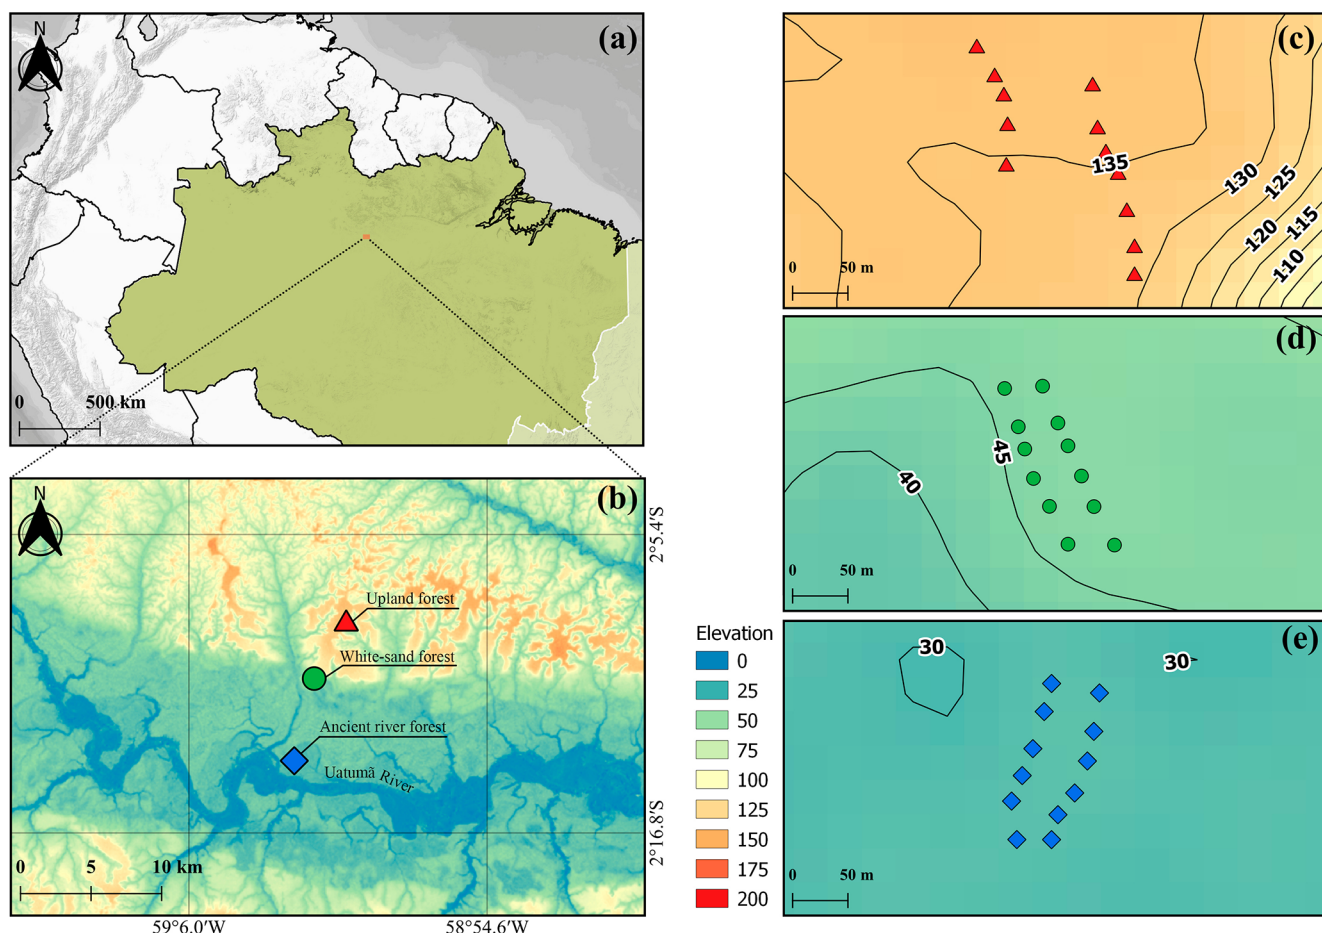 N
(a)
0
500 km
N
(b)
2°5.4'S
Upland forest
White-sand forest
Ancient river forest
Uatumã River
2°16.8'S
0
5
10 km
59°6.0'W
58°54.6'W
(c)
135
130
125
120
115
110
0
50 m
(d)
45
40
0
50 m
Elevation
0
25
50
75
100
125
150
175
200
(e)
30
30
0
50 m